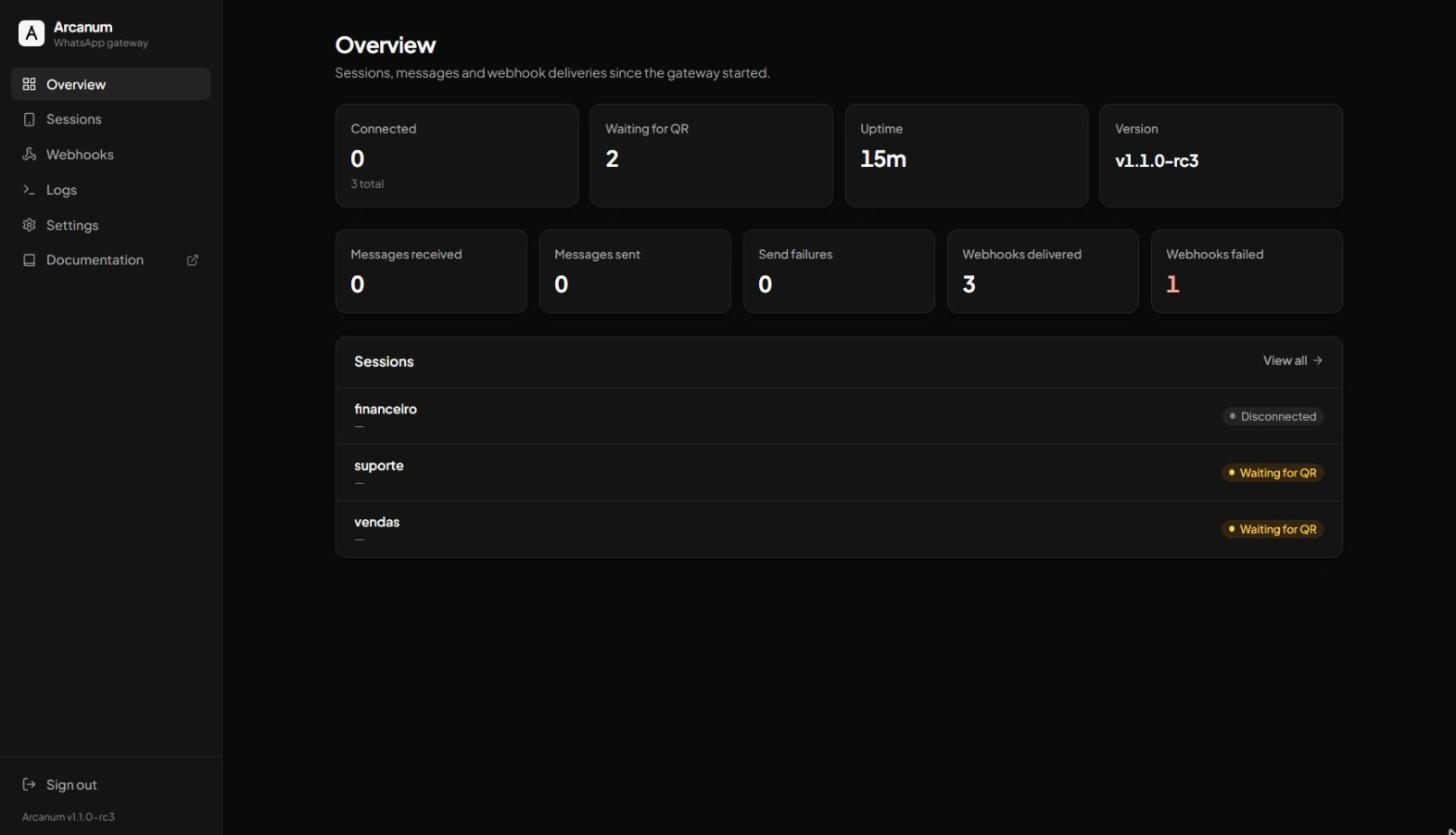 Arcanum
WhatsApp gateway
Overview
Sessions
Webhooks
Logs
Settings
Documentation
Sign out
Arcanum v1.1.0-rc3
Overview
Sessions, messages and webhook deliveries since the gateway started.
Connected
0
3 total
Waiting for QR
2
Uptime
15m
Version
v1.1.0-rc3
Messages received
0
Messages sent
0
Send failures
0
Webhooks delivered
3
Webhooks failed
1
Sessions
View all →
financeiro
—
Disconnected
suporte
—
Waiting for QR
vendas
—
Waiting for QR